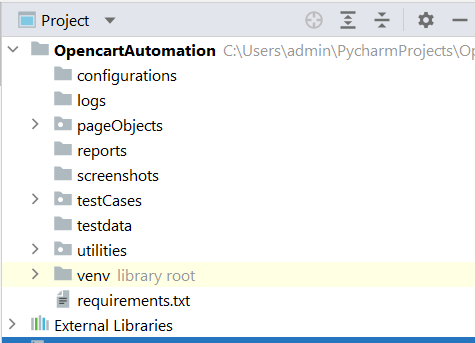 Project
OpencartAutomation C:\Users\admin\PycharmProjects\Op
configurations
logs
pageObjects
reports
screenshots
testCases
testdata
utilities
venv library root
requirements.txt
External Libraries